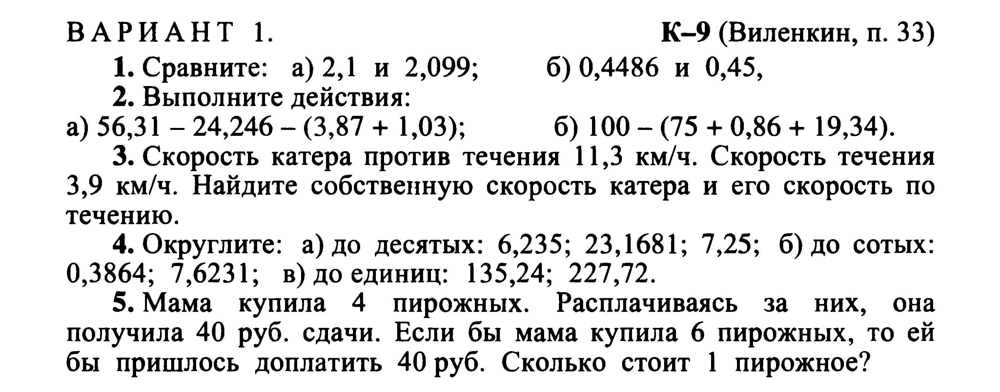 ВАРИАНТ 1. К–9 (Виленкин, п. 33)
1. Сравните: а) 2,1 и 2,099; б) 0,4486 и 0,45,
2. Выполните действия:
а) 56,31 – 24,246 – (3,87 + 1,03); б) 100 – (75 + 0,86 + 19,34).
3. Скорость катера против течения 11,3 км/ч. Скорость течения
3,9 км/ч. Найдите собственную скорость катера и его скорость по
течению.
4. Округлите: а) до десятых: 6,235; 23,1681; 7,25; б) до сотых:
0,3864; 7,6231; в) до единиц: 135,24; 227,72.
5. Мама купила 4 пирожных. Расплачиваясь за них, она
получила 40 руб. сдачи. Если бы мама купила 6 пирожных, то ей
бы пришлось доплатить 40 руб. Сколько стоит 1 пирожное?